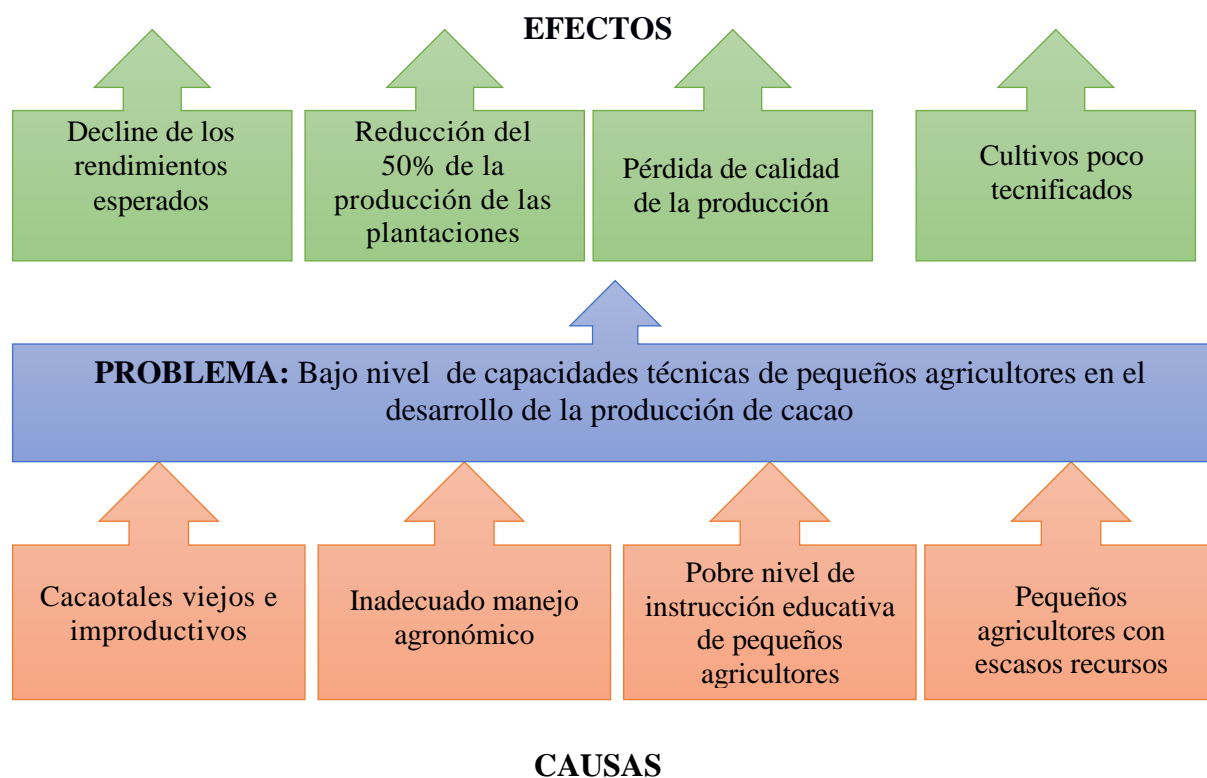 EFECTOS
Decline de los
rendimientos
esperados
Reducción del
50% de la
producción de las
plantaciones
Pérdida de calidad
de la producción
Cultivos poco
tecnificados
PROBLEMA: Bajo nivel de capacidades técnicas de pequeños agricultores en el
desarrollo de la producción de cacao
Cacaotales viejos e
improductivos
Inadecuado manejo
agronómico
Pobre nivel de
instrucción educativa
de pequeños
agricultores
Pequeños
agricultores con
escasos recursos
CAUSAS